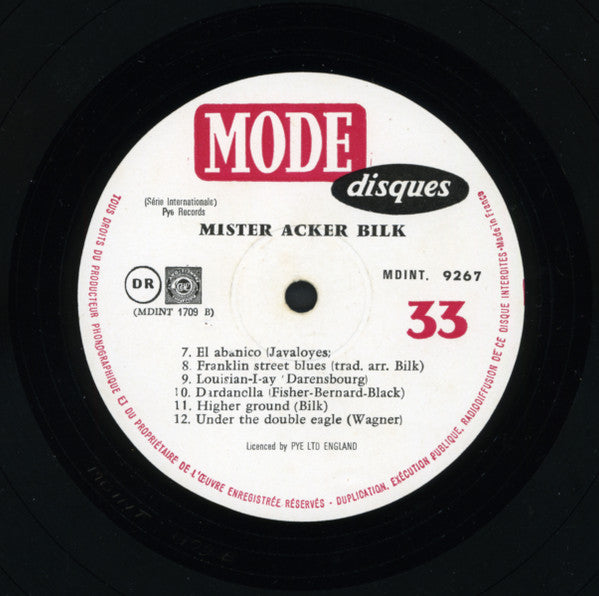 MODE
disques
(Série Internationale)
Pye Records
MISTER ACKER BILK
DR
MDINT. 9267
(MDINT 1709 B)
33
7. El abanico (Javaloyes)
8. Franklin street blues (trad. arr. Bilk)
9. Louisian-I-ay (Darensbourg)
10. Dardanella (Fisher-Bernard-Black)
11. Higher ground (Bilk)
12. Under the double eagle (Wagner)
Licenced by PYE LTD ENGLAND
TOUS DROITS DU PRODUCTEUR PHONOGRAPHIQUE ET DU PROPRIÉTAIRE DE L'ŒUVRE ENREGISTRÉE RÉSERVÉS - DUPLICATION, EXÉCUTION PUBLIQUE, RADIODIFFUSION DE CE DISQUE INTERDITES - Made in France